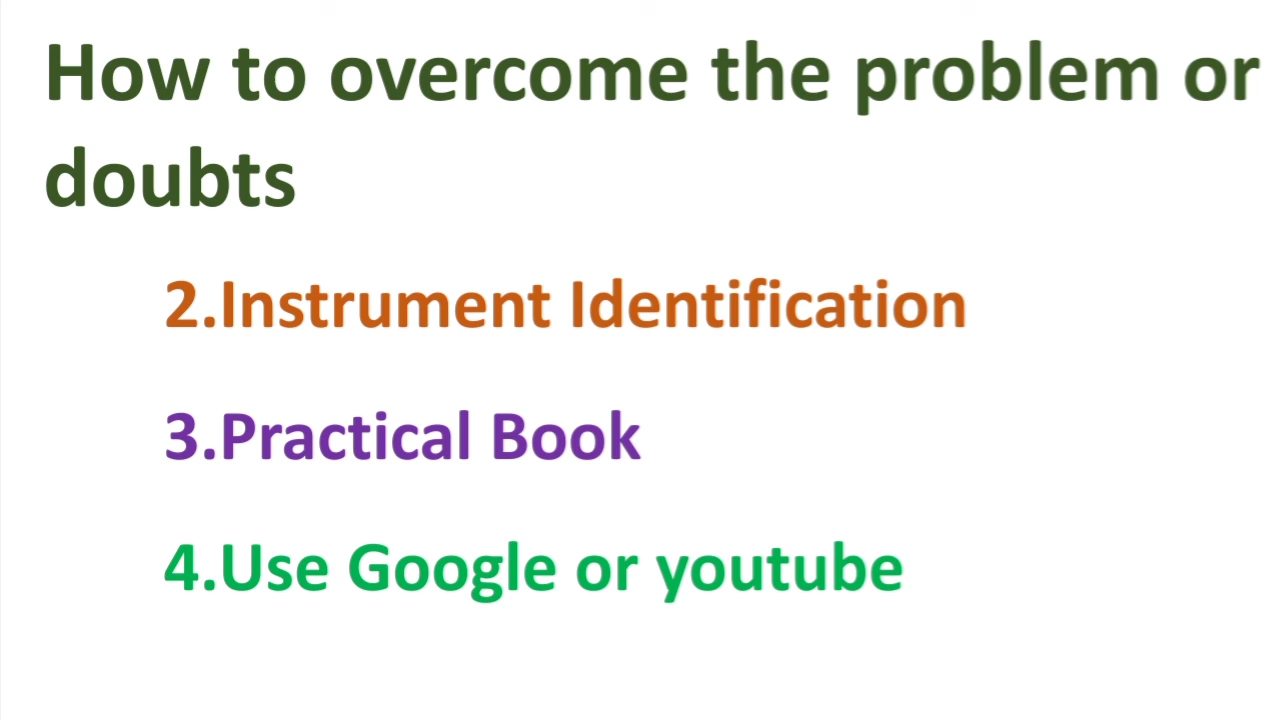 How to overcome the problem or
doubts
2.Instrument Identification
3.Practical Book
4.Use Google or youtube